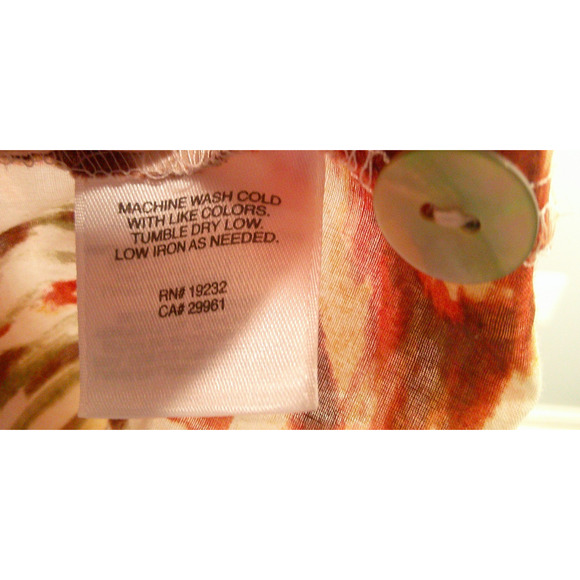 MACHINE WASH COLD
WITH LIKE COLORS.
TUMBLE DRY LOW.
LOW IRON AS NEEDED.
RN# 19232
CA# 29961